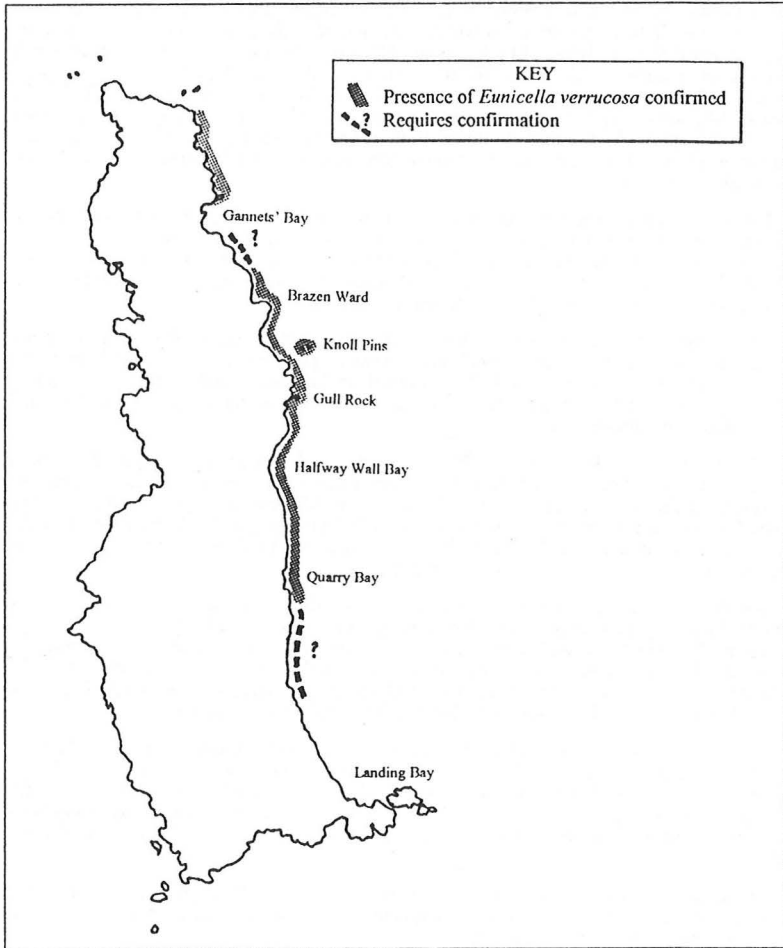 KEY
Presence of Eunicella verrucosa confirmed
? Requires confirmation
Gannets' Bay
?
Brazen Ward
Knoll Pins
Gull Rock
Halfway Wall Bay
Quarry Bay
?
Landing Bay